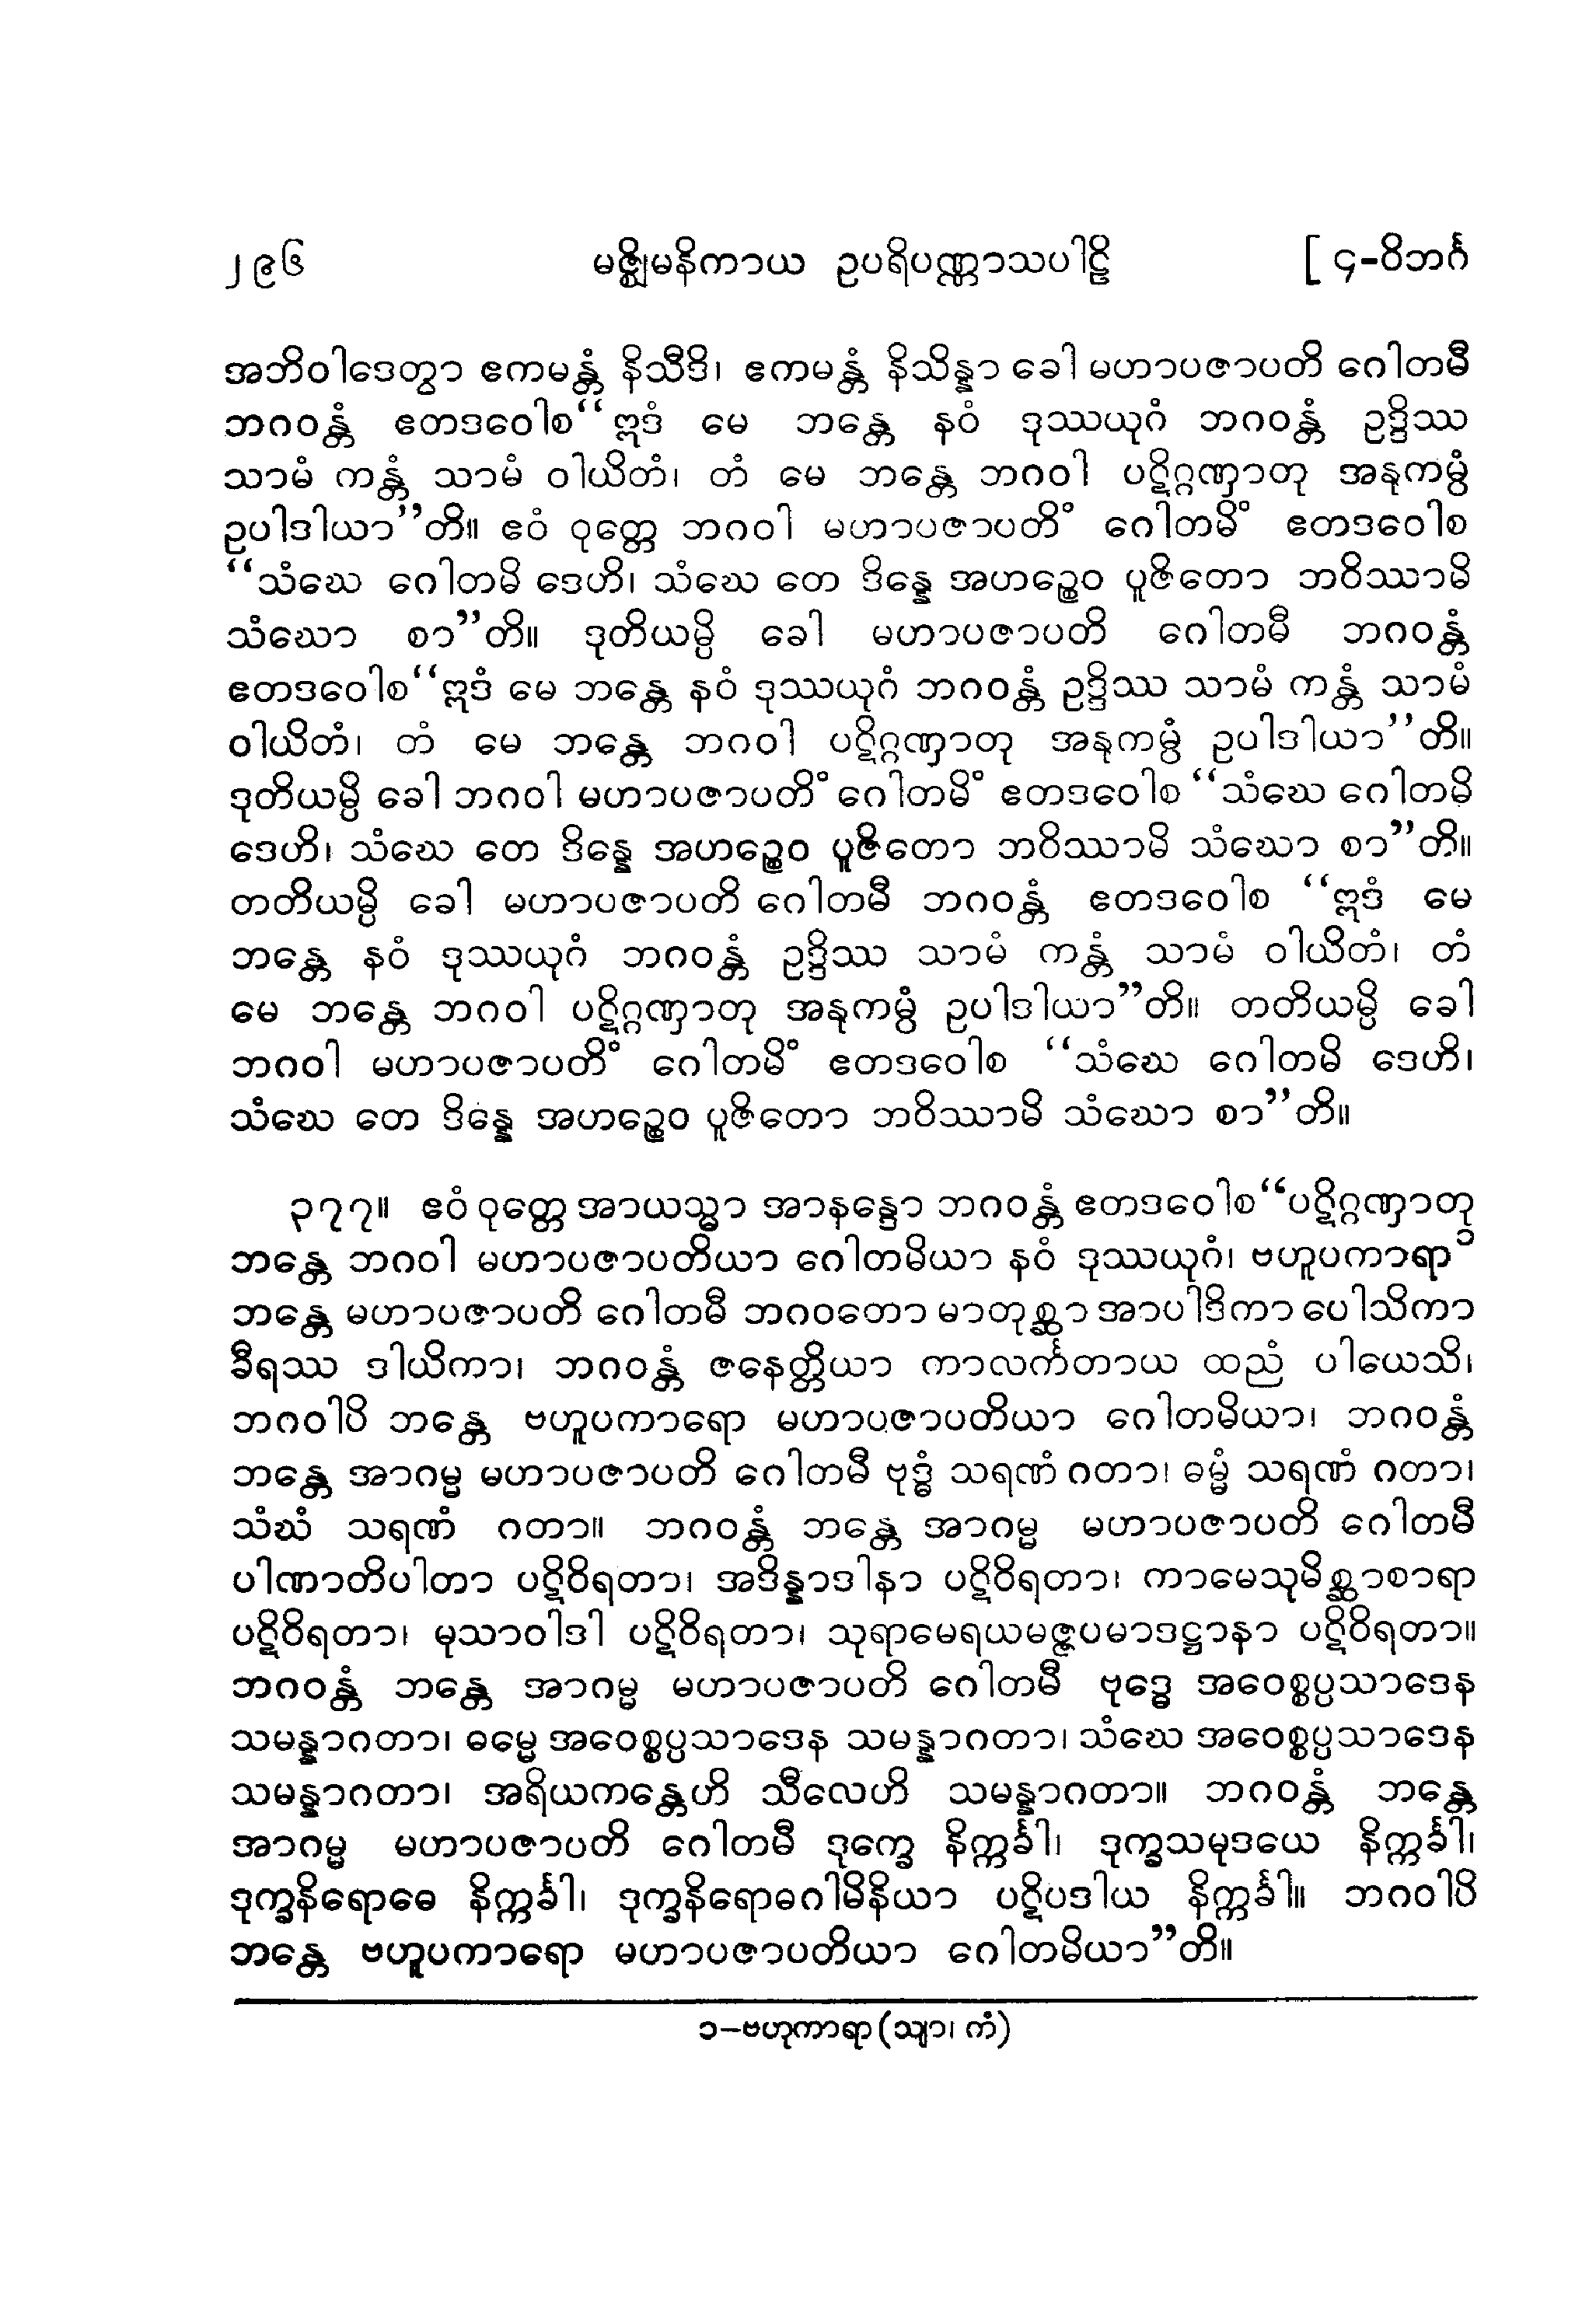 ၂၉၆ မဇ္ဈိမနိကာယ ဥပရိပဏ္ဏာသပါဠိ [ ၄-ဝိဘင်္ဂ
အဘိဝါဒေတွာ ဧကမန္တံ နိသီဒိ၊ ဧကမန္တံ နိသိန္နာ ခေါ မဟာပဇာပတိ ဂေါတမီ
ဘဂဝန္တံ ဧတဒဝေါစ“ဣဒံ မေ ဘန္တေ နဝံ ဒုဿယုဂံ ဘဂဝန္တံ ဥဒ္ဒိဿ
သာမံ ကန္တံ သာမံ ဝါယိတံ၊ တံ မေ ဘန္တေ ဘဂဝါ ပဋိဂ္ဂဏှာတု အနုကမ္ပံ
ဥပါဒါယာ”တိ။ ဧဝံ ဝုတ္တေ ဘဂဝါ မဟာပဇာပတိံ ဂေါတမိံ ဧတဒဝေါစ
“သံဃေ ဂေါတမိ ဒေဟိ၊ သံဃေ တေ ဒိန္နေ အဟဉ္စေဝ ပူဇိတော ဘဝိဿာမိ
သံဃော စာ”တိ။ ဒုတိယမ္ပိ ခေါ မဟာပဇာပတိ ဂေါတမီ ဘဂဝန္တံ
ဧတဒဝေါစ“ဣဒံ မေ ဘန္တေ နဝံ ဒုဿယုဂံ ဘဂဝန္တံ ဥဒ္ဒိဿ သာမံ ကန္တံ သာမံ
ဝါယိတံ၊ တံ မေ ဘန္တေ ဘဂဝါ ပဋိဂ္ဂဏှာတု အနုကမ္ပံ ဥပါဒါယာ”တိ။
ဒုတိယမ္ပိ ခေါ ဘဂဝါ မဟာပဇာပတိံ ဂေါတမိံ ဧတဒဝေါစ “သံဃေ ဂေါတမိ
ဒေဟိ၊ သံဃေ တေ ဒိန္နေ အဟဉ္စေဝ ပူဇိတော ဘဝိဿာမိ သံဃော စာ”တိ။
တတိယမ္ပိ ခေါ မဟာပဇာပတိ ဂေါတမီ ဘဂဝန္တံ ဧတဒဝေါစ “ဣဒံ မေ
ဘန္တေ နဝံ ဒုဿယုဂံ ဘဂဝန္တံ ဥဒ္ဒိဿ သာမံ ကန္တံ သာမံ ဝါယိတံ၊ တံ
မေ ဘန္တေ ဘဂဝါ ပဋိဂ္ဂဏှာတု အနုကမ္ပံ ဥပါဒါယာ”တိ။ တတိယမ္ပိ ခေါ
ဘဂဝါ မဟာပဇာပတိံ ဂေါတမိံ ဧတဒဝေါစ “သံဃေ ဂေါတမိ ဒေဟိ၊
သံဃေ တေ ဒိန္နေ အဟဉ္စေဝ ပူဇိတော ဘဝိဿာမိ သံဃော စာ”တိ။
၃၇၇။ ဧဝံ ဝုတ္တေ အာယသ္မာ အာနန္ဒော ဘဂဝန္တံ ဧတဒဝေါစ“ပဋိဂ္ဂဏှာတု
ဘန္တေ ဘဂဝါ မဟာပဇာပတိယာ ဂေါတမိယာ နဝံ ဒုဿယုဂံ၊ ဗဟူပကာရာ ၁
ဘန္တေ မဟာပဇာပတိ ဂေါတမီ ဘဂဝတော မာတုစ္ဆာ အာပါဒိကာ ပေါသိကာ
ခီရဿ ဒါယိကာ၊ ဘဂဝန္တံ ဇနေတ္တိယာ ကာလင်္ကတာယ ထညံ ပါယေသိ၊
ဘဂဝါပိ ဘန္တေ ဗဟူပကာရော မဟာပဇာပတိယာ ဂေါတမိယာ၊ ဘဂဝန္တံ
ဘန္တေ အာဂမ္မ မဟာပဇာပတိ ဂေါတမီ ဗုဒ္ဓံ သရဏံ ဂတာ၊ ဓမ္မံ သရဏံ ဂတာ၊
သံဃံ သရဏံ ဂတာ။ ဘဂဝန္တံ ဘန္တေ အာဂမ္မ မဟာပဇာပတိ ဂေါတမီ
ပါဏာတိပါတာ ပဋိဝိရတာ၊ အဒိန္နာဒါနာ ပဋိဝိရတာ၊ ကာမေသုမိစ္ဆာစာရာ
ပဋိဝိရတာ၊ မုသာဝါဒါ ပဋိဝိရတာ၊ သုရာမေရယမဇ္ဇပမာဒဋ္ဌာနာ ပဋိဝိရတာ။
ဘဂဝန္တံ ဘန္တေ အာဂမ္မ မဟာပဇာပတိ ဂေါတမီ ဗုဒ္ဓေ အဝေစ္စပ္ပသာဒေန
သမန္နာဂတာ၊ ဓမ္မေ အဝေစ္စပ္ပသာဒေန သမန္နာဂတာ၊ သံဃေ အဝေစ္စပ္ပသာဒေန
သမန္နာဂတာ၊ အရိယကန္တေဟိ သီလေဟိ သမန္နာဂတာ။ ဘဂဝန္တံ ဘန္တေ
အာဂမ္မ မဟာပဇာပတိ ဂေါတမီ ဒုက္ခေ နိက္ကင်္ခါ၊ ဒုက္ခသမုဒယေ နိက္ကင်္ခါ၊
ဒုက္ခနိရောဓေ နိက္ကင်္ခါ၊ ဒုက္ခနိရောဓဂါမိနိယာ ပဋိပဒါယ နိက္ကင်္ခါ။ ဘဂဝါပိ
ဘန္တေ ဗဟူပကာရော မဟာပဇာပတိယာ ဂေါတမိယာ”တိ။
၁-ဗဟုကာရာ (သျာ၊ ကံ)